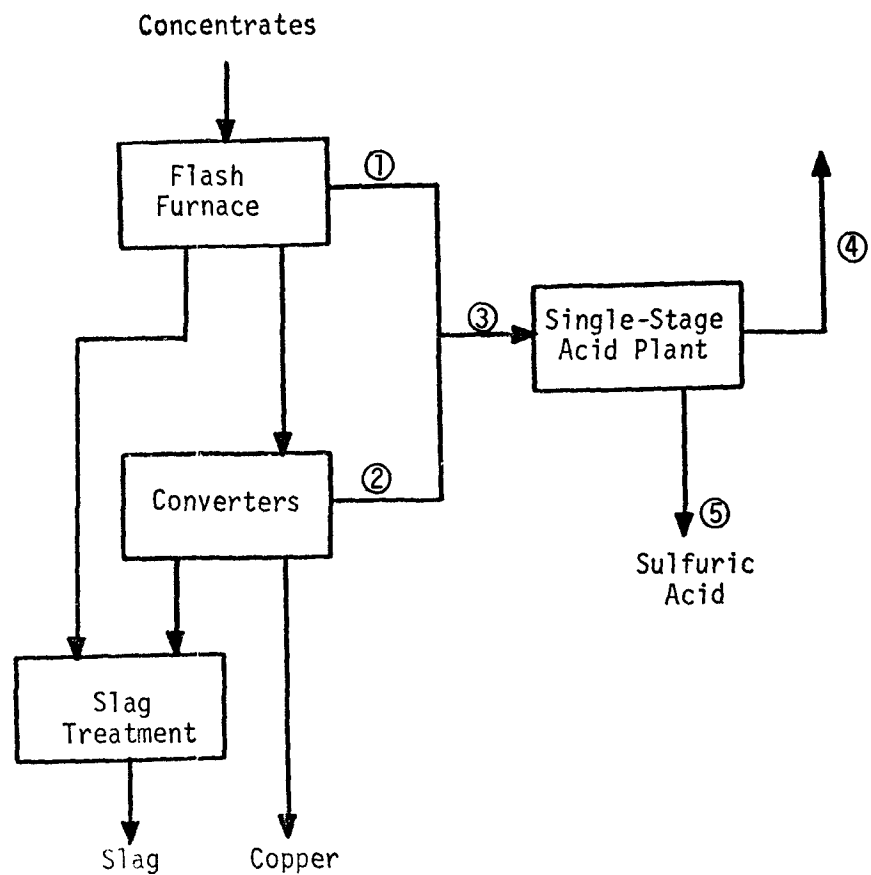 Concentrates
Flash
Furnace
①
④
③
Single-Stage
Acid Plant
②
Converters
⑤
Sulfuric
Acid
Slag
Treatment
Slag
Copper